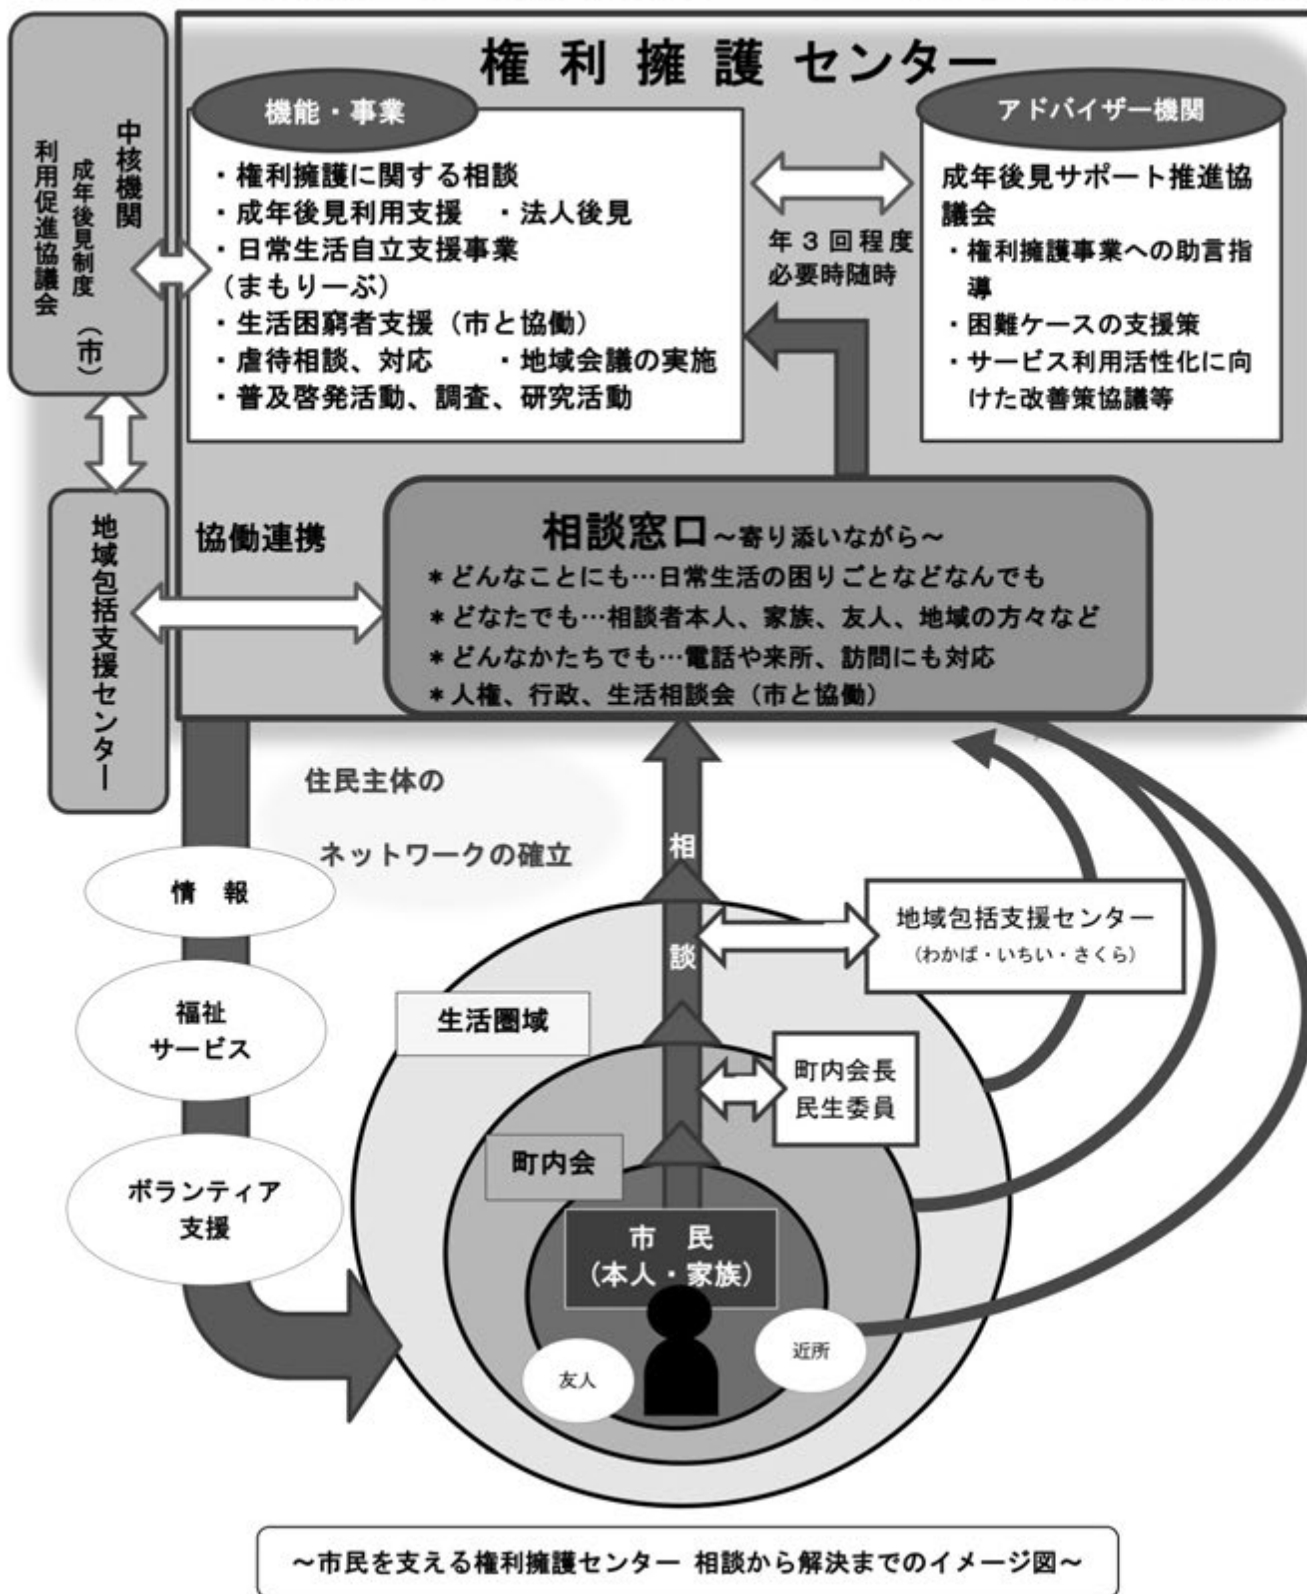 権利擁護センター
中核機関
成年後見制度
利用促進協議会
(市)
機能・事業
・権利擁護に関する相談
・成年後見利用支援 ・法人後見
・日常生活自立支援事業
(まもりーぶ)
・生活困窮者支援(市と協働)
・虐待相談、対応 ・地域会議の実施
・普及啓発活動、調査、研究活動
年3回程度
必要時随時
アドバイザー機関
成年後見サポート推進協
議会
・権利擁護事業への助言指
導
・困難ケースの支援策
・サービス利用活性化に向
けた改善策協議等
地域包括支援センター
協働連携
相談窓口~寄り添いながら~
*どんなことにも…日常生活の困りごとなどなんでも
*どなたでも…相談者本人、家族、友人、地域の方々など
*どんなかたちでも…電話や来所、訪問にも対応
*人権、行政、生活相談会(市と協働)
住民主体の
ネットワークの確立
情 報
福祉
サービス
ボランティア
支援
相
談
地域包括支援センター
(わかば・いちい・さくら)
生活圏域
町内会長
民生委員
町内会
市 民
(本人・家族)
友人
近所
~市民を支える権利擁護センター 相談から解決までのイメージ図~